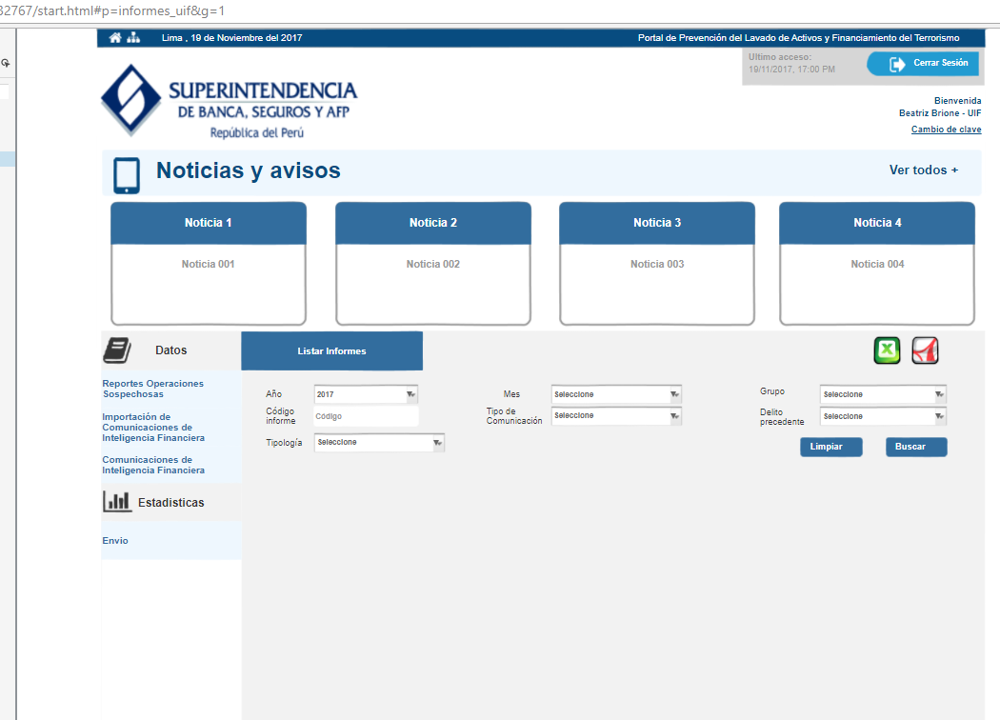 32767/start.html#p=informes_uif&g=1
Lima , 19 de Noviembre del 2017
Portal de Prevención del Lavado de Activos y Financiamiento del Terrorismo
Ultimo acceso:
19/11/2017, 17:00 PM
Cerrar Sesión
SUPERINTENDENCIA
DE BANCA, SEGUROS Y AFP
República del Perú
Bienvenida
Beatriz Brione - UIF
Cambio de clave
Noticias y avisos
Ver todos +
Noticia 1
Noticia 2
Noticia 3
Noticia 4
Noticia 001
Noticia 002
Noticia 003
Noticia 004
Datos
Listar Informes
Reportes Operaciones
Sospechosas
Importación de
Comunicaciones de
Inteligencia Financiera
Comunicaciones de
Inteligencia Financiera
Estadisticas
Envio
Año
2017
Mes
Seleccione
Grupo
Seleccione
Código
informe
Código
Tipo de
Comunicación
Seleccione
Delito
precedente
Seleccione
Tipología
Seleccione
Limpiar
Buscar